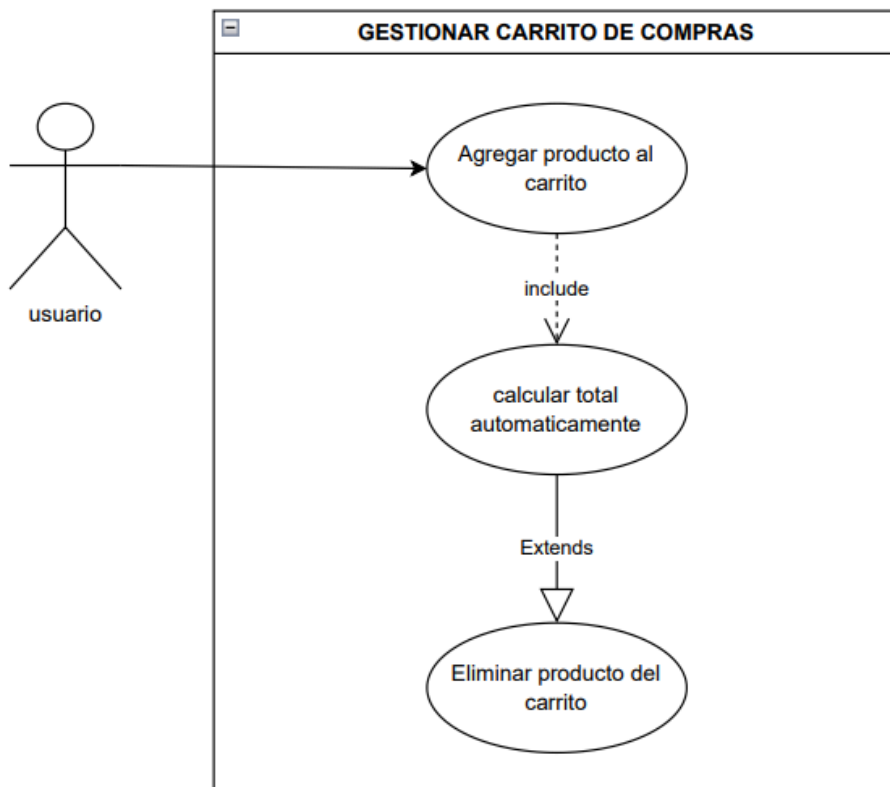 GESTIONAR CARRITO DE COMPRAS
Agregar producto al
carrito
usuario
include
calcular total
automaticamente
Extends
Eliminar producto del
carrito